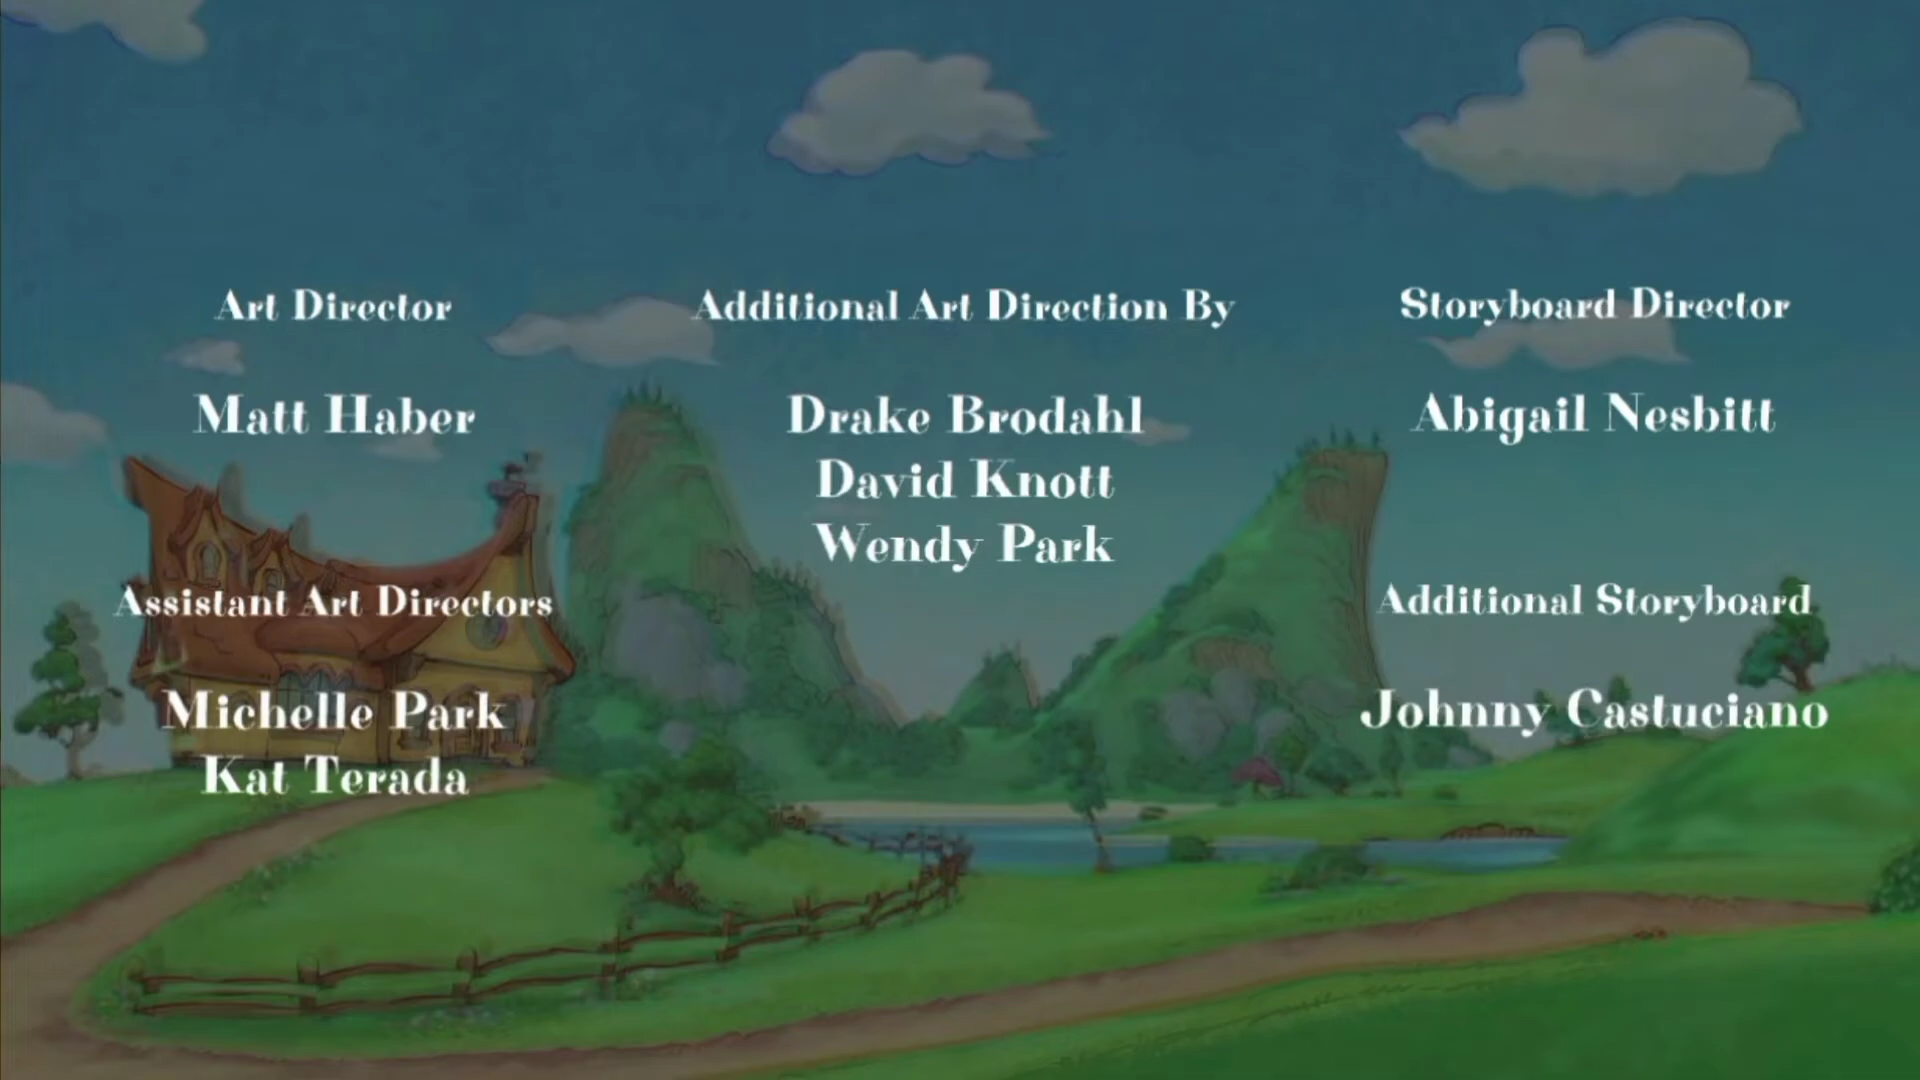 Art Director
Matt Haber
Assistant Art Directors
Michelle Park
Kat Terada
Additional Art Direction By
Drake Brodahl
David Knott
Wendy Park
Storyboard Director
Abigail Nesbitt
Additional Storyboard
Johnny Castuciano